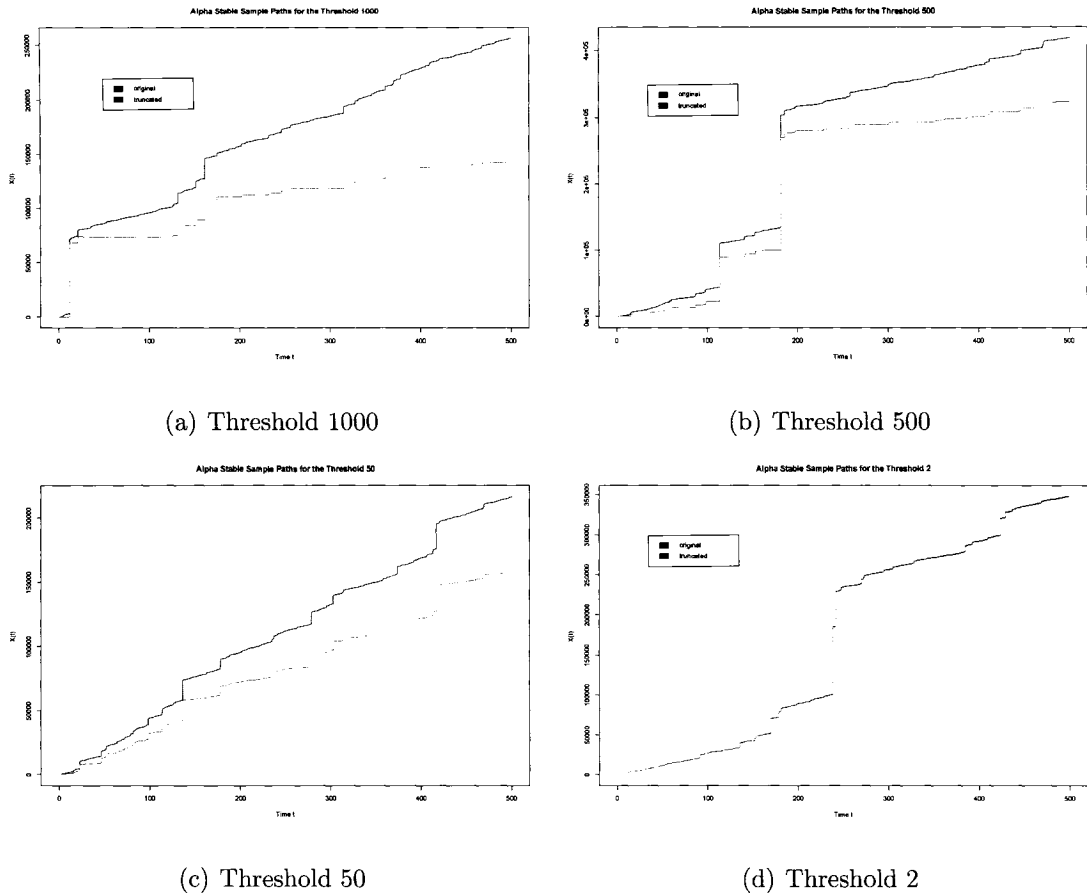 Alpha Stable Sample Paths for the Threshold 1000
X(t)
250000
200000
150000
100000
50000
0
original
truncated
0 100 200 300 400 500
Time t
(a) Threshold 1000
Alpha Stable Sample Paths for the Threshold 500
X(t)
4e+05
3e+05
2e+05
1e+05
0e+00
original
truncated
0 100 200 300 400 500
Time t
(b) Threshold 500
Alpha Stable Sample Paths for the Threshold 50
X(t)
200000
150000
100000
50000
0
0 100 200 300 400 500
Time t
(c) Threshold 50
Alpha Stable Sample Paths for the Threshold 2
X(t)
350000
300000
250000
200000
150000
100000
50000
0
original
truncated
0 100 200 300 400 500
Time t
(d) Threshold 2